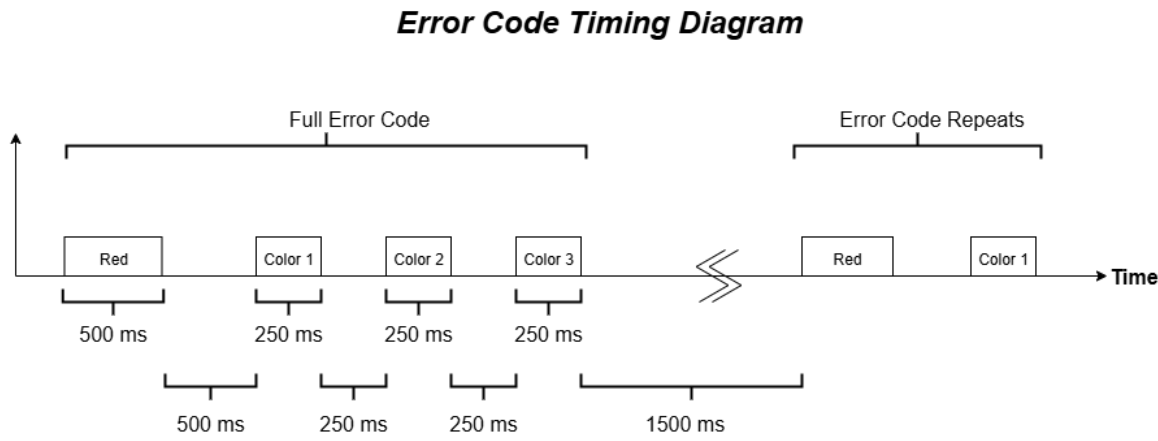 Error Code Timing Diagram
Full Error Code
Error Code Repeats
Red
Color 1
Color 2
Color 3
Red
Color 1
Time
500 ms
250 ms
250 ms
250 ms
500 ms
250 ms
250 ms
1500 ms